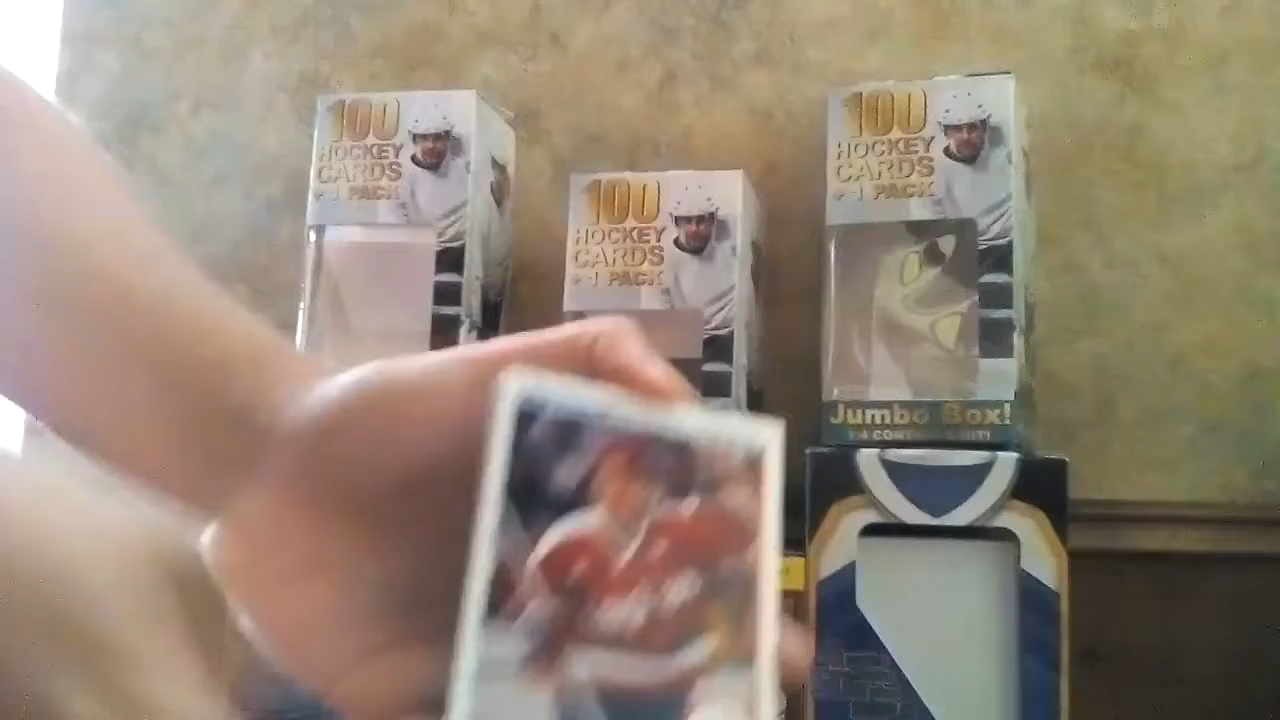 100
HOCKEY
CARDS
+ 1 PACK
100
HOCKEY
CARDS
+ 1 PACK
100
HOCKEY
CARDS
+ 1 PACK
Jumbo Box!